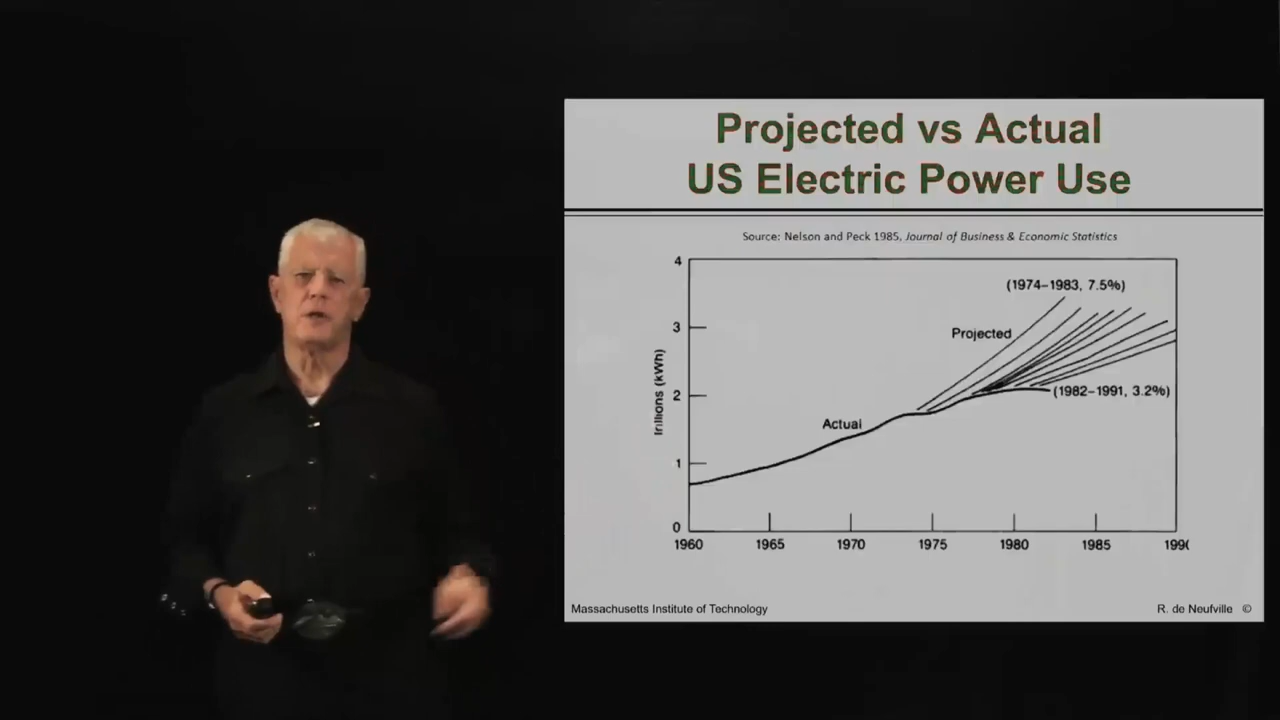 Projected vs Actual
US Electric Power Use
Source: Nelson and Peck 1985, Journal of Business & Economic Statistics
4
(1974–1983, 7.5%)
3
Projected
Trillions (kWh)
2
(1982–1991, 3.2%)
Actual
1
0
1960 1965 1970 1975 1980 1985 199
Massachusetts Institute of Technology
R. de Neufville ©